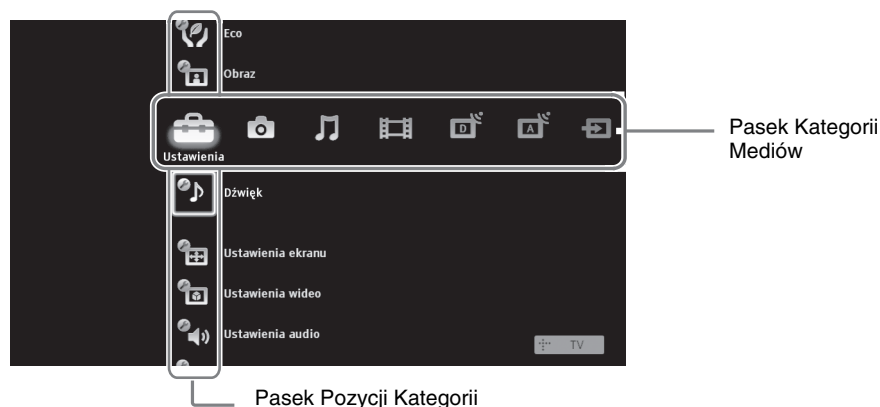 Eco
Obraz
D
A
Ustawienia
Pasek Kategorii
Mediów
Dźwięk
Ustawienia ekranu
Ustawienia wideo
Ustawienia audio
TV
Pasek Pozycji Kategorii